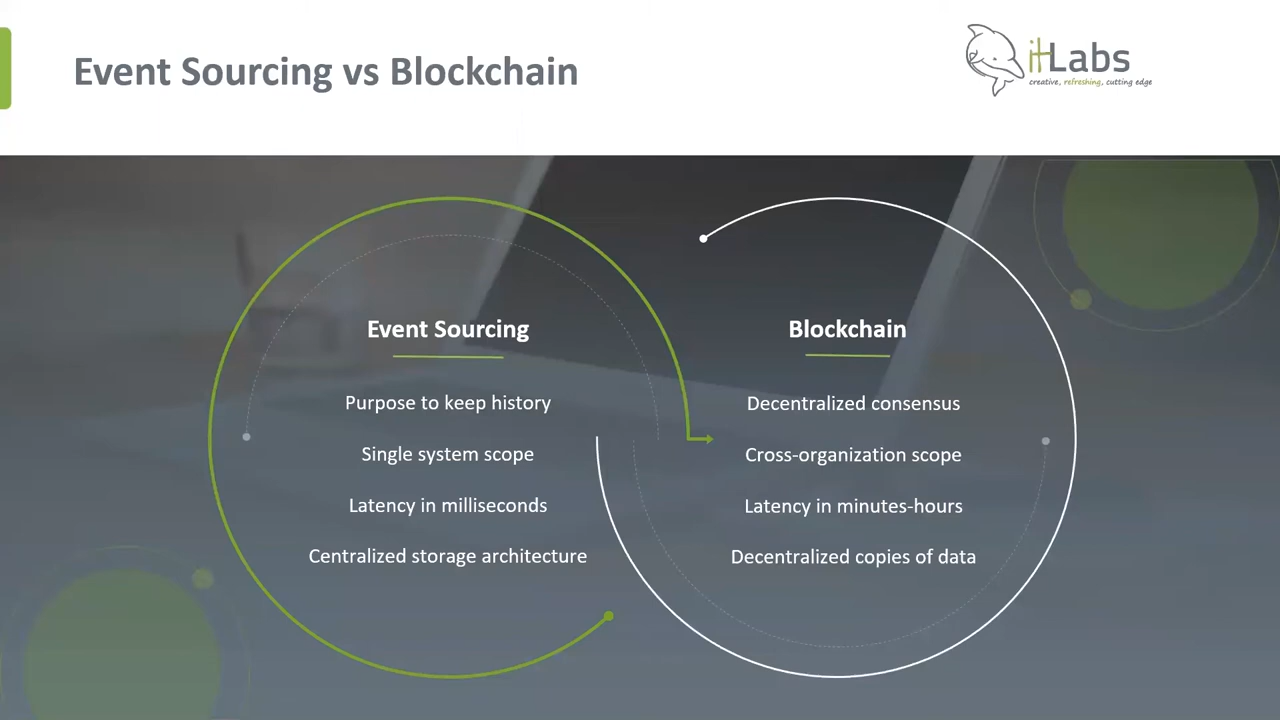 Event Sourcing vs Blockchain
itLabs
creative, refreshing, cutting edge
Event Sourcing
Purpose to keep history
Single system scope
Latency in milliseconds
Centralized storage architecture
Blockchain
Decentralized consensus
Cross-organization scope
Latency in minutes-hours
Decentralized copies of data